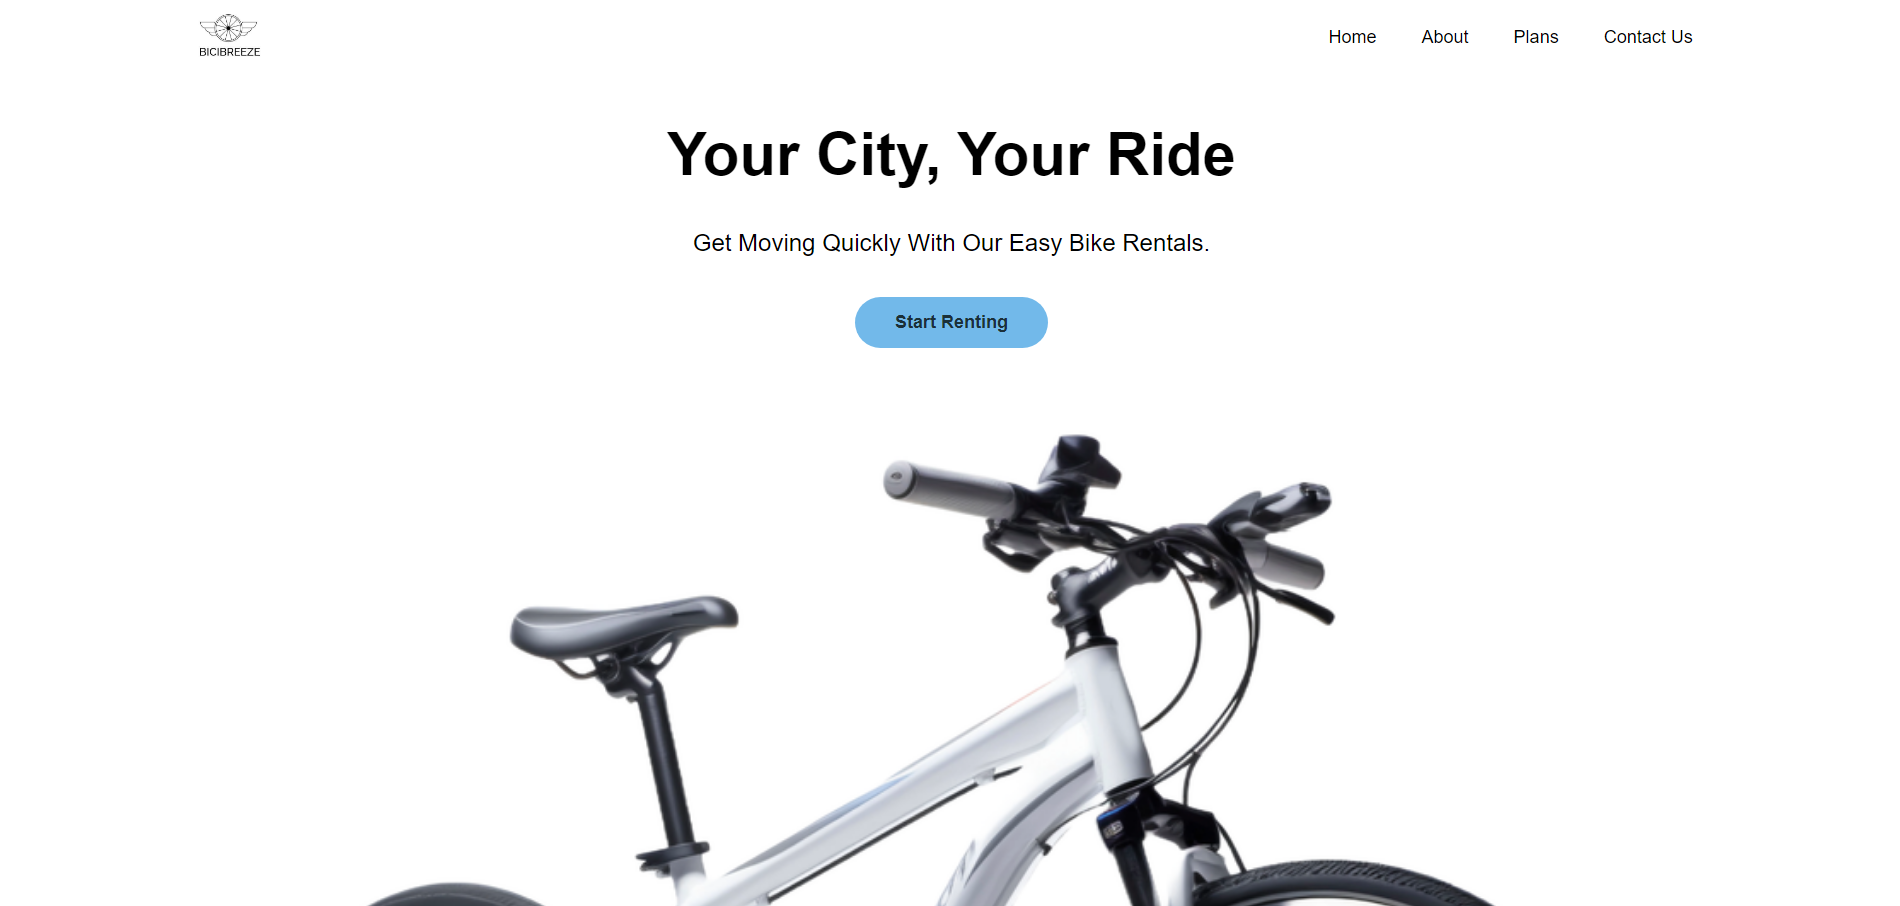 BICIBREEZE
Home About Plans Contact Us
Your City, Your Ride
Get Moving Quickly With Our Easy Bike Rentals.
Start Renting